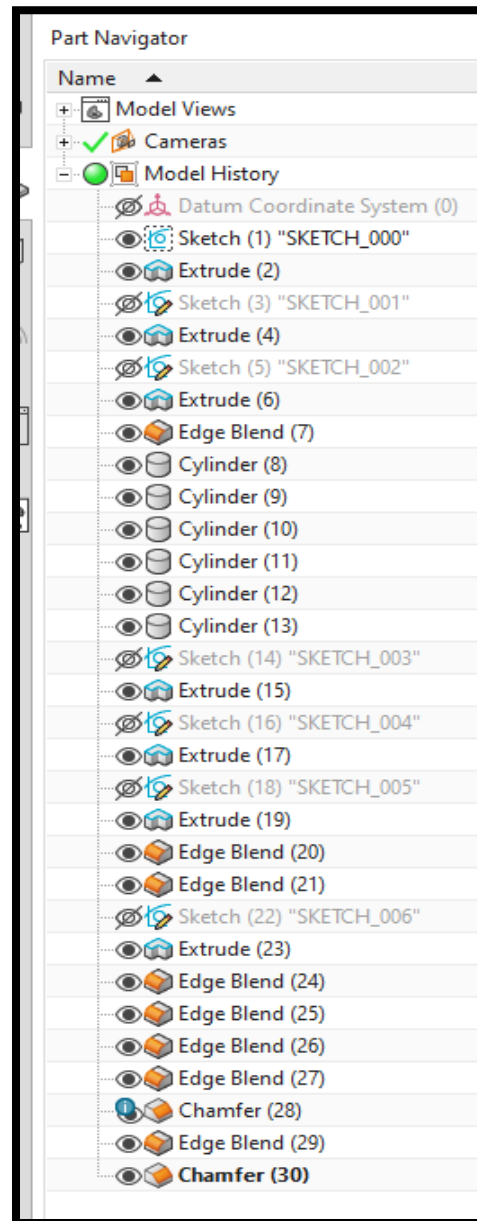 Part Navigator
Name
Model Views
Cameras
Model History
Datum Coordinate System (0)
Sketch (1) "SKETCH_000"
Extrude (2)
Sketch (3) "SKETCH_001"
Extrude (4)
Sketch (5) "SKETCH_002"
Extrude (6)
Edge Blend (7)
Cylinder (8)
Cylinder (9)
Cylinder (10)
Cylinder (11)
Cylinder (12)
Cylinder (13)
Sketch (14) "SKETCH_003"
Extrude (15)
Sketch (16) "SKETCH_004"
Extrude (17)
Sketch (18) "SKETCH_005"
Extrude (19)
Edge Blend (20)
Edge Blend (21)
Sketch (22) "SKETCH_006"
Extrude (23)
Edge Blend (24)
Edge Blend (25)
Edge Blend (26)
Edge Blend (27)
Chamfer (28)
Edge Blend (29)
Chamfer (30)